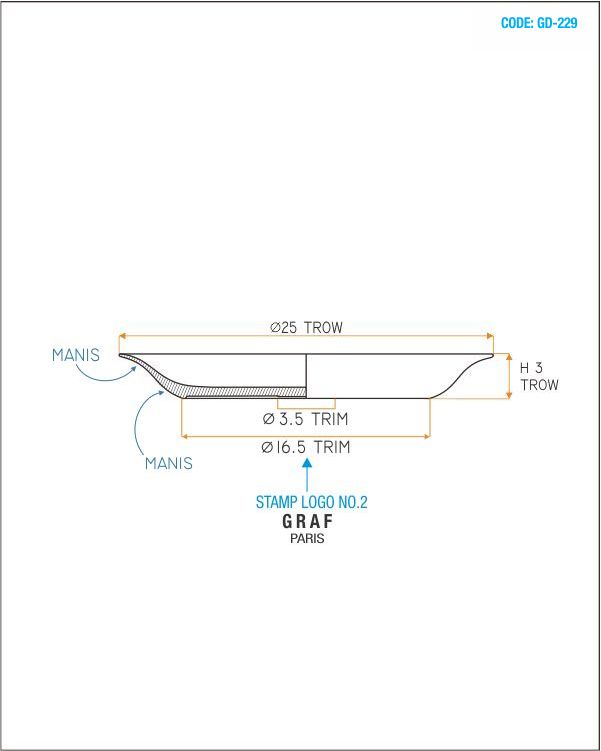 CODE: GD-229
Ø25 TROW
MANIS
H 3
TROW
Ø 3.5 TRIM
Ø16.5 TRIM
MANIS
STAMP LOGO NO.2
GRAF
PARIS